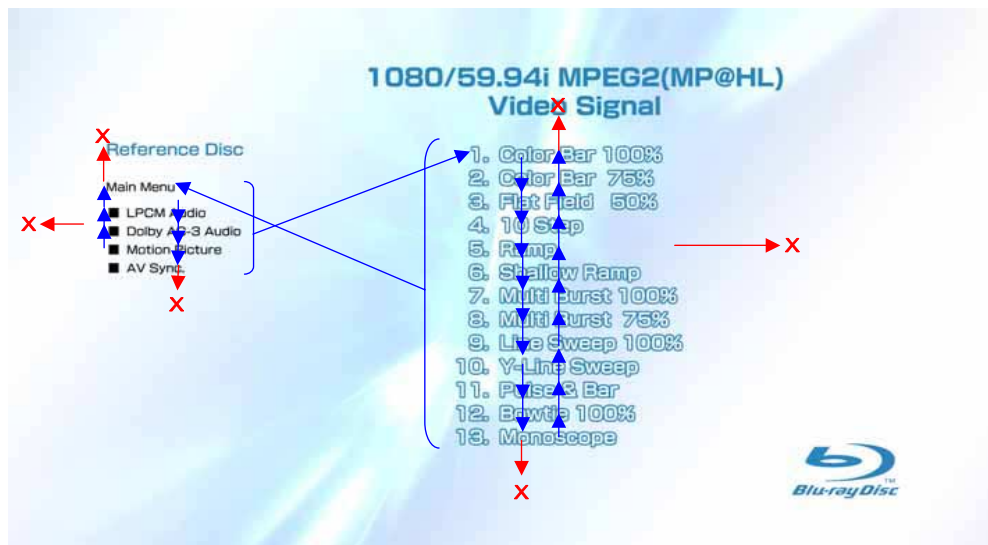 1080/59.94i MPEG2(MP@HL)
Video Signal
X
X
Reference Disc
Main Menu
■ LPCM Audio
■ Dolby AC-3 Audio
■ Motion Picture
■ AV Sync.
X
X
1. Color Bar 100%
2. Color Bar 75%
3. Flat Field 50%
4. 10 Step
5. Ramp
6. Shallow Ramp
7. Multi Burst 100%
8. Multi Burst 75%
9. Line Sweep 100%
10. Y-Line Sweep
11. Pulse & Bar
12. Bowtie 100%
13. Monoscope
X
X
Blu-ray Disc
TM